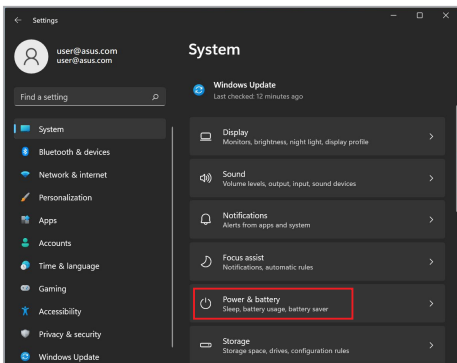 Settings
user@asus.com
user@asus.com
Find a setting
System
Bluetooth & devices
Network & internet
Personalization
Apps
Accounts
Time & language
Gaming
Accessibility
Privacy & security
Windows Update
System
Windows Update
Last checked: 12 minutes ago
Display
Monitors, brightness, night light, display profile
Sound
Volume levels, output, input, sound devices
Notifications
Alerts from apps and system
Focus assist
Notifications, automatic rules
Power & battery
Sleep, battery usage, battery saver
Storage
Storage space, drives, configuration rules